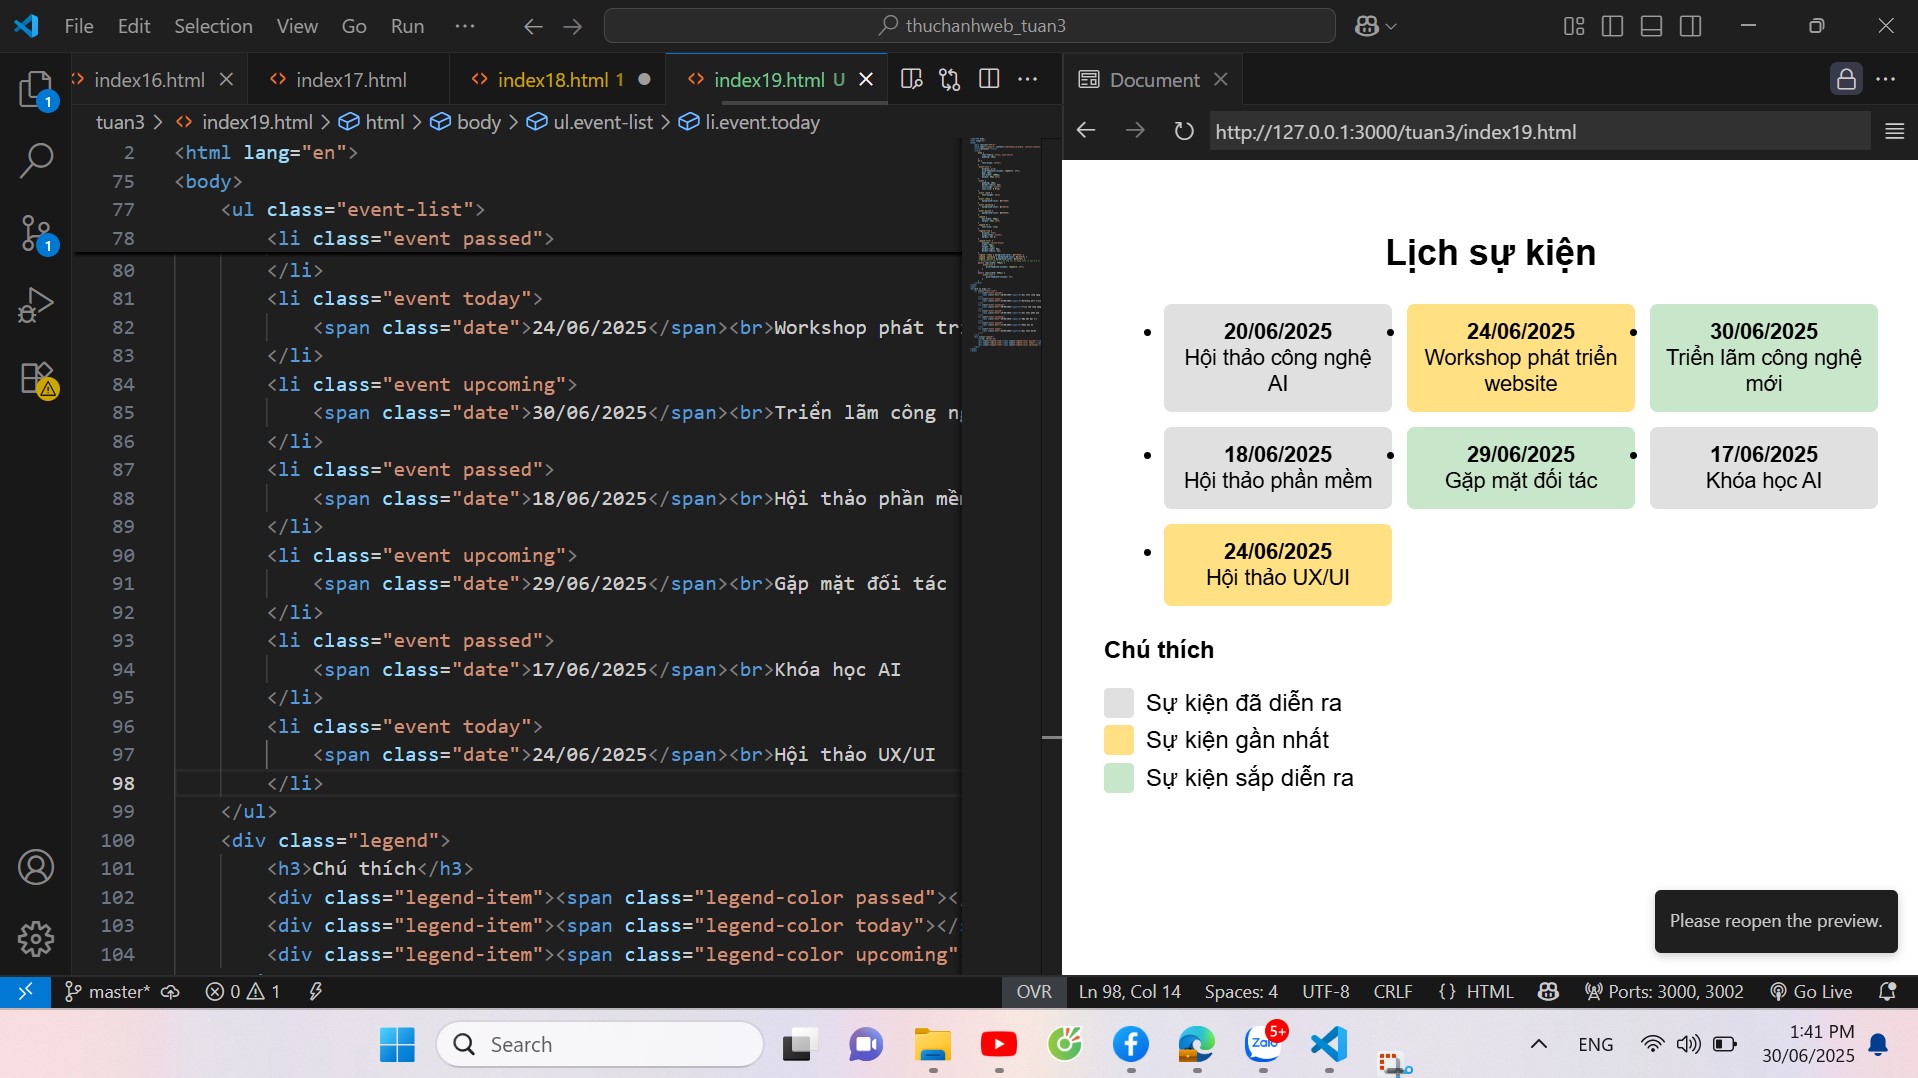 File Edit Selection View Go Run ··· thuchanhweb_tuan3
index16.html index17.html index18.html 1 index19.html U
tuan3 > index19.html > html > body > ul.event-list > li.event.today
2 <html lang="en">
75 <body>
77 <ul class="event-list">
78 <li class="event passed">
80 </li>
81 <li class="event today">
82 <span class="date">24/06/2025</span><br>Workshop phát tr
83 </li>
84 <li class="event upcoming">
85 <span class="date">30/06/2025</span><br>Triển lãm công n
86 </li>
87 <li class="event passed">
88 <span class="date">18/06/2025</span><br>Hội thảo phần mề
89 </li>
90 <li class="event upcoming">
91 <span class="date">29/06/2025</span><br>Gặp mặt đối tác
92 </li>
93 <li class="event passed">
94 <span class="date">17/06/2025</span><br>Khóa học AI
95 </li>
96 <li class="event today">
97 <span class="date">24/06/2025</span><br>Hội thảo UX/UI
98 </li>
99 </ul>
100 <div class="legend">
101 <h3>Chú thích</h3>
102 <div class="legend-item"><span class="legend-color passed"><
103 <div class="legend-item"><span class="legend-color today"></
104 <div class="legend-item"><span class="legend-color upcoming"
Document
http://127.0.0.1:3000/tuan3/index19.html
Lịch sự kiện
20/06/2025
Hội thảo công nghệ
AI
24/06/2025
Workshop phát triển
website
30/06/2025
Triển lãm công nghệ
mới
18/06/2025
Hội thảo phần mềm
29/06/2025
Gặp mặt đối tác
17/06/2025
Khóa học AI
24/06/2025
Hội thảo UX/UI
Chú thích
Sự kiện đã diễn ra
Sự kiện gần nhất
Sự kiện sắp diễn ra
Please reopen the preview.
master* 0 1 OVR Ln 98, Col 14 Spaces: 4 UTF-8 CRLF {} HTML Ports: 3000, 3002 Go Live
Search Zalo 5+ ENG 1:41 PM
30/06/2025